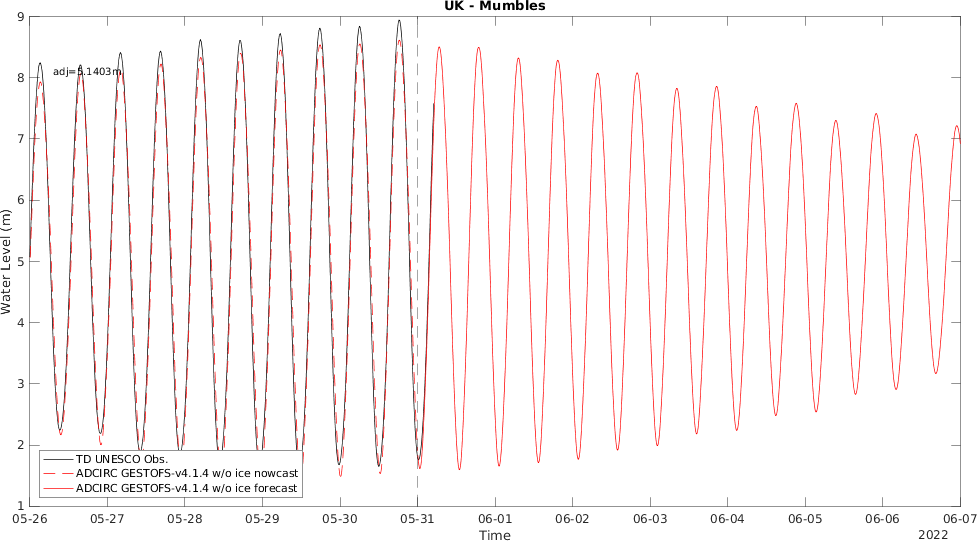 UK - Mumbles
9
8
7
6
5
4
3
2
1
Water Level (m)
adj=5.1403m
TD UNESCO Obs.
ADCIRC GESTOFS-v4.1.4 w/o ice nowcast
ADCIRC GESTOFS-v4.1.4 w/o ice forecast
05-26 05-27 05-28 05-29 05-30 05-31 06-01 06-02 06-03 06-04 06-05 06-06 06-07
Time
2022